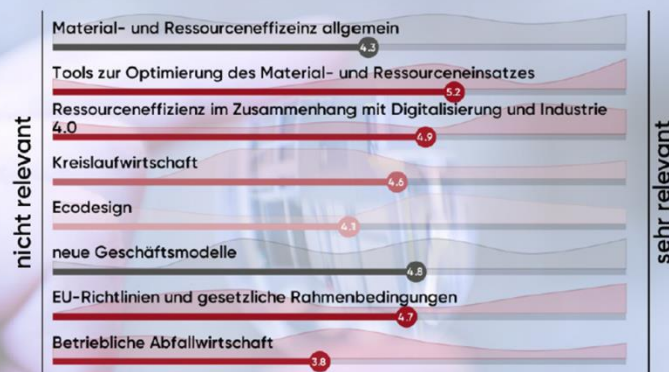 Material- und Ressourceneffizeinz allgemein
4.3
Tools zur Optimierung des Material- und Ressourceneinsatzes
5.2
Ressourceneffizienz im Zusammenhang mit Digitalisierung und Industrie
4.0
4.9
Kreislaufwirtschaft
4.6
Ecodesign
4.1
neue Geschäftsmodelle
4.8
EU-Richtlinien und gesetzliche Rahmenbedingungen
4.7
Betriebliche Abfallwirtschaft
3.8
nicht relevant
sehr relevant